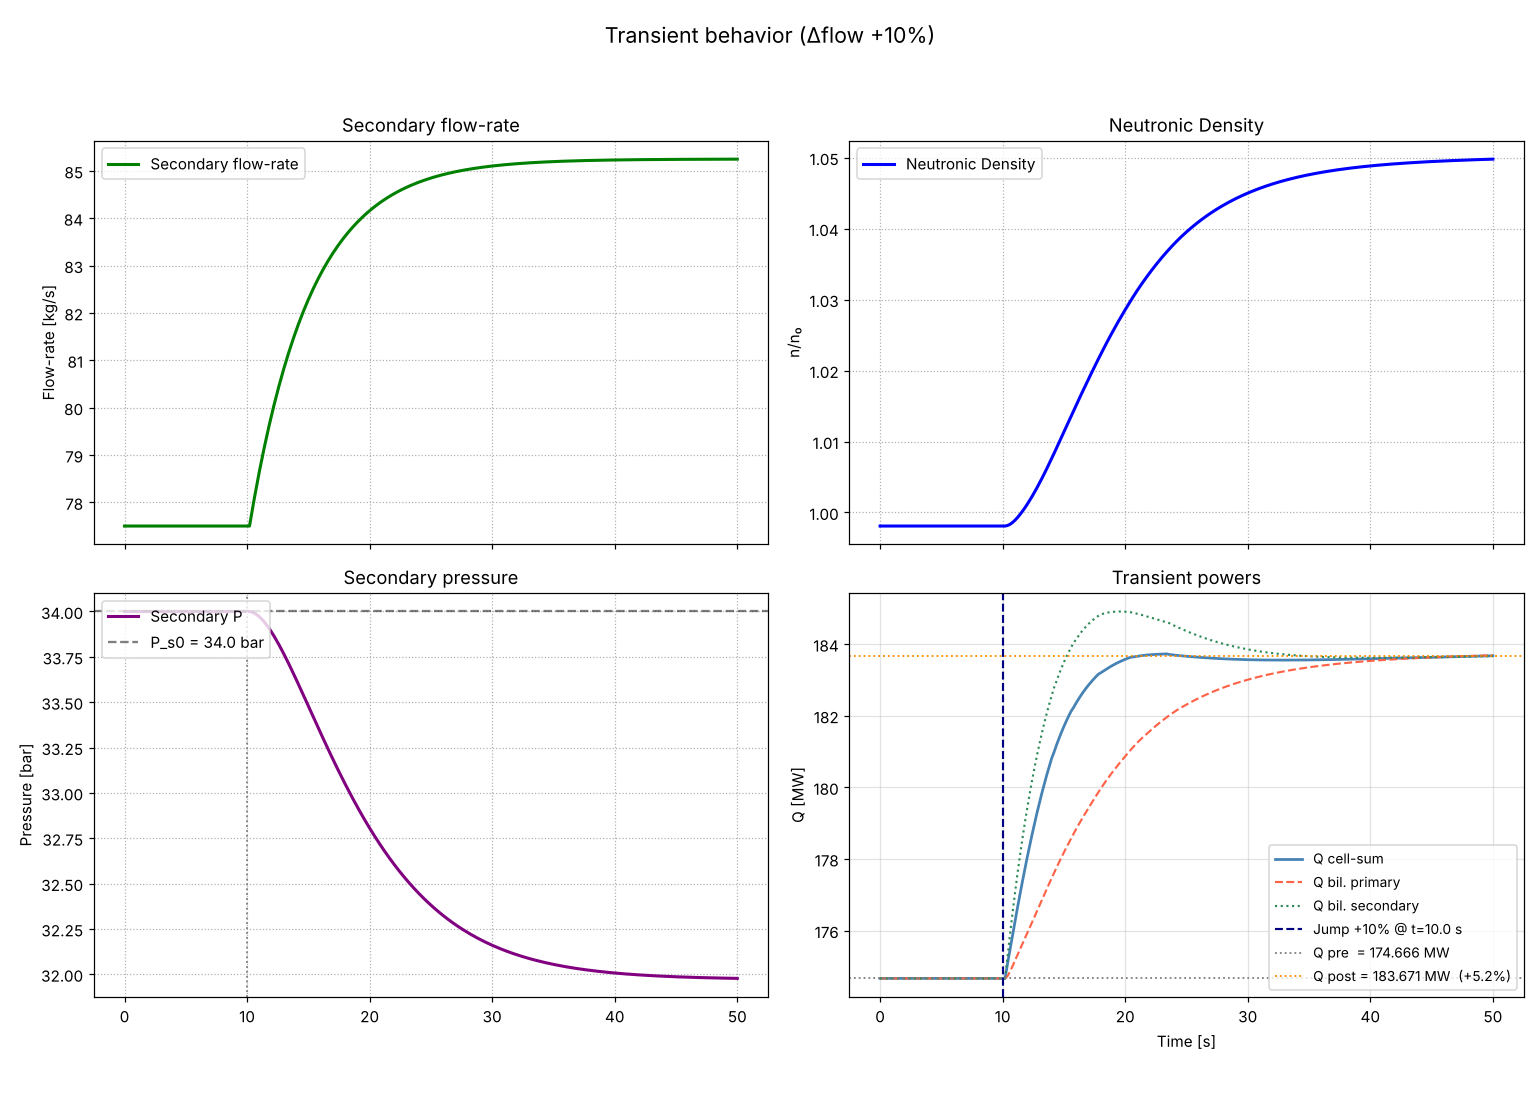 Transient behavior (Δflow +10%)
Secondary flow-rate
Secondary flow-rate
Flow-rate [kg/s]
85
84
83
82
81
80
79
78
Neutronic Density
Neutronic Density
n/n₀
1.05
1.04
1.03
1.02
1.01
1.00
Secondary pressure
Secondary P
P_s0 = 34.0 bar
Pressure [bar]
34.00
33.75
33.50
33.25
33.00
32.75
32.50
32.25
32.00
0 10 20 30 40 50
Transient powers
Q [MW]
184
182
180
178
176
Q cell-sum
Q bil. primary
Q bil. secondary
Jump +10% @ t=10.0 s
Q pre = 174.666 MW
Q post = 183.671 MW (+5.2%)
0 10 20 30 40 50
Time [s]